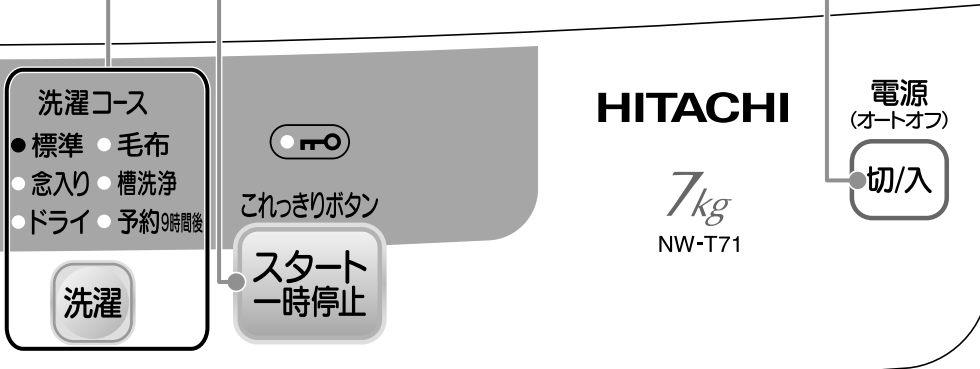 洗濯コース
標準 毛布
念入り 槽洗浄
ドライ 予約9時間後
洗濯
これっきりボタン
スタート
一時停止
HITACHI
7kg
NW-T71
電源
(オートオフ)
切/入